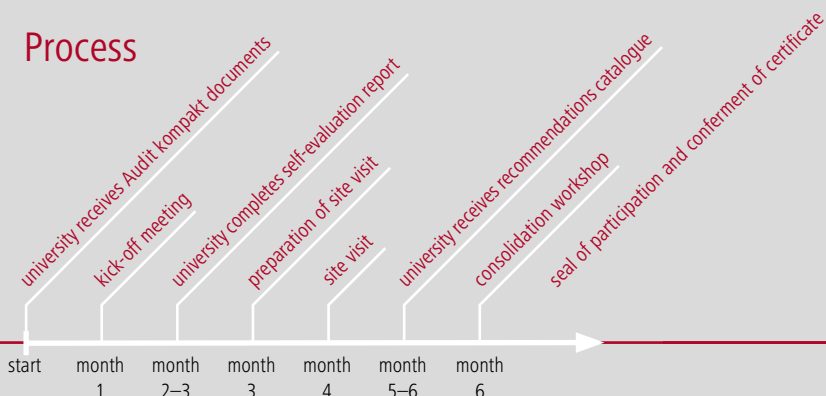 Process
university receives Audit kompakt documents
kick-off meeting
university completes self-evaluation report
preparation of site visit
site visit
university receives recommendations catalogue
consolidation workshop
seal of participation and conferment of certificate
start
month
1
month
2–3
month
3
month
4
month
5–6
month
6